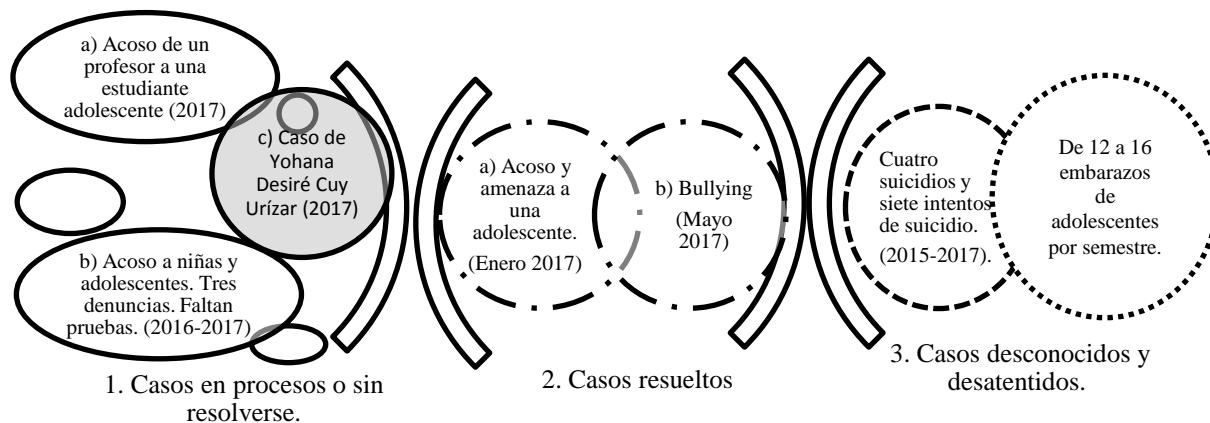 a) Acoso de un
profesor a una
estudiante
adolescente (2017)
c) Caso de
Yohana
Desiré Cuy
Urízar (2017)
b) Acoso a niñas y
adolescentes. Tres
denuncias. Faltan
pruebas. (2016-2017)
1. Casos en procesos o sin
resolverse.
a) Acoso y
amenaza a
una
adolescente.
(Enero 2017)
b) Bullying
(Mayo
2017)
2. Casos resueltos
Cuatro
suicidios y
siete intentos
de suicidio.
(2015-2017).
De 12 a 16
embarazos
de
adolescentes
por semestre.
3. Casos desconocidos y
desatentidos.